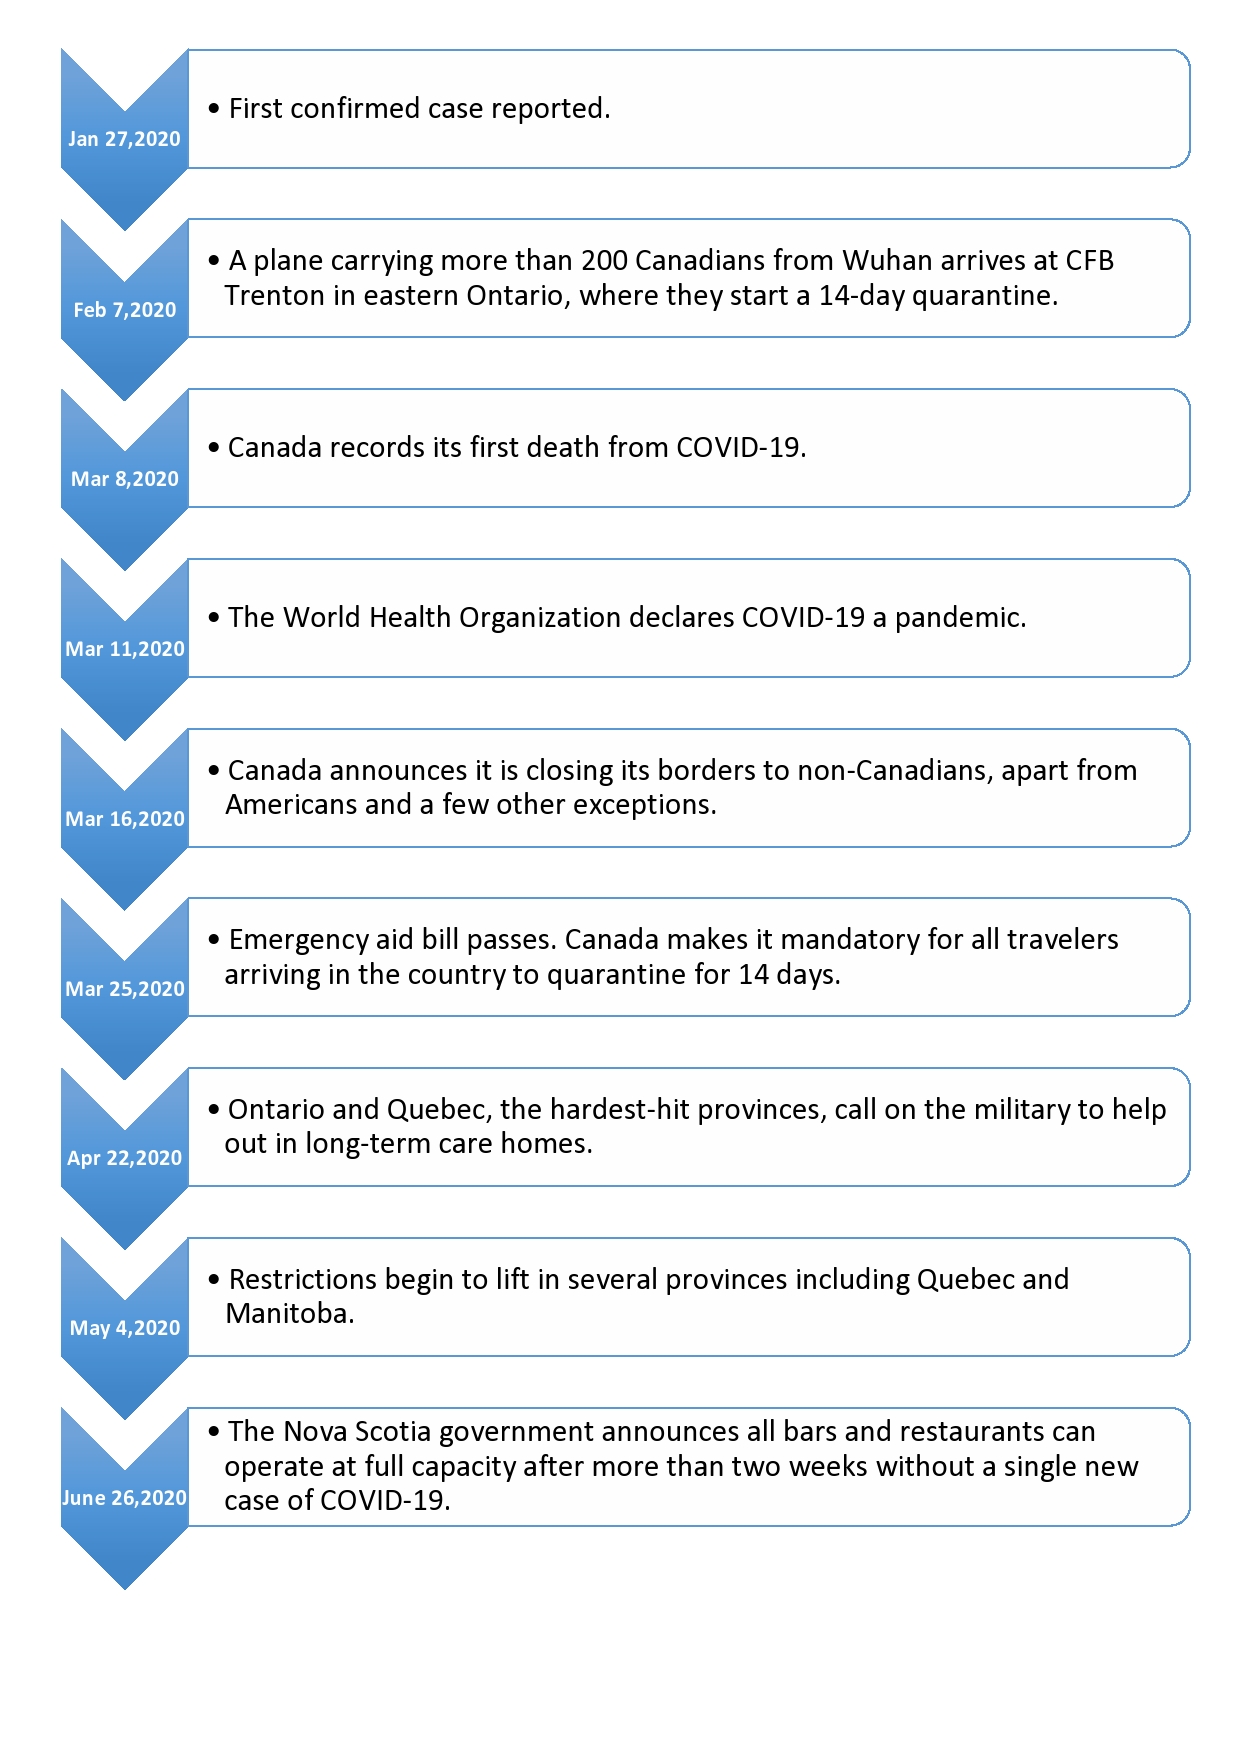 Jan 27,2020
• First confirmed case reported.
Feb 7,2020
• A plane carrying more than 200 Canadians from Wuhan arrives at CFB
Trenton in eastern Ontario, where they start a 14-day quarantine.
Mar 8,2020
• Canada records its first death from COVID-19.
Mar 11,2020
• The World Health Organization declares COVID-19 a pandemic.
Mar 16,2020
• Canada announces it is closing its borders to non-Canadians, apart from
Americans and a few other exceptions.
Mar 25,2020
• Emergency aid bill passes. Canada makes it mandatory for all travelers
arriving in the country to quarantine for 14 days.
Apr 22,2020
• Ontario and Quebec, the hardest-hit provinces, call on the military to help
out in long-term care homes.
May 4,2020
• Restrictions begin to lift in several provinces including Quebec and
Manitoba.
June 26,2020
• The Nova Scotia government announces all bars and restaurants can
operate at full capacity after more than two weeks without a single new
case of COVID-19.